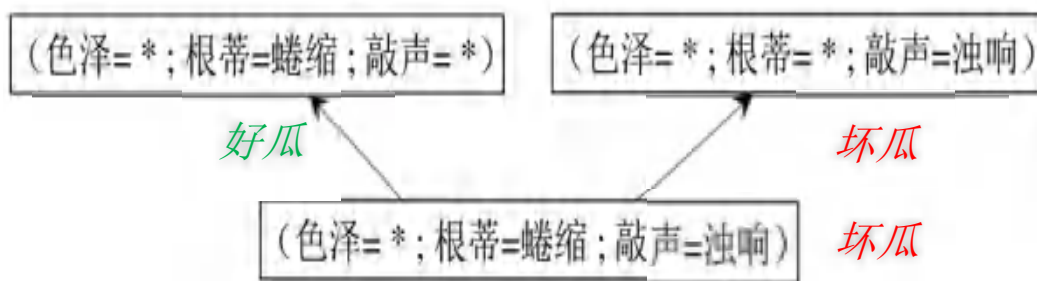 (色泽=*;根蒂=蜷缩;敲声=*)
(色泽=*;根蒂=*;敲声=浊响)
好瓜
坏瓜
(色泽=*;根蒂=蜷缩;敲声=浊响)
坏瓜